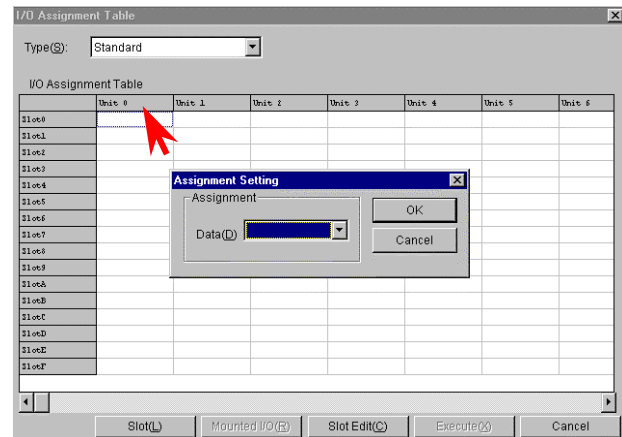 I/O Assignment Table
Type(S): Standard
I/O Assignment Table
Unit 0 Unit 1 Unit 2 Unit 3 Unit 4 Unit 5 Unit 6
Slot0
Slot1
Slot2
Slot3
Slot4
Slot5
Slot6
Slot7
Slot8
Slot9
SlotA
SlotB
SlotC
SlotD
SlotE
SlotF
Assignment Setting
Assignment
Data(D)
OK
Cancel
Slot(L) Mounted I/O(R) Slot Edit(C) Execute(X) Cancel